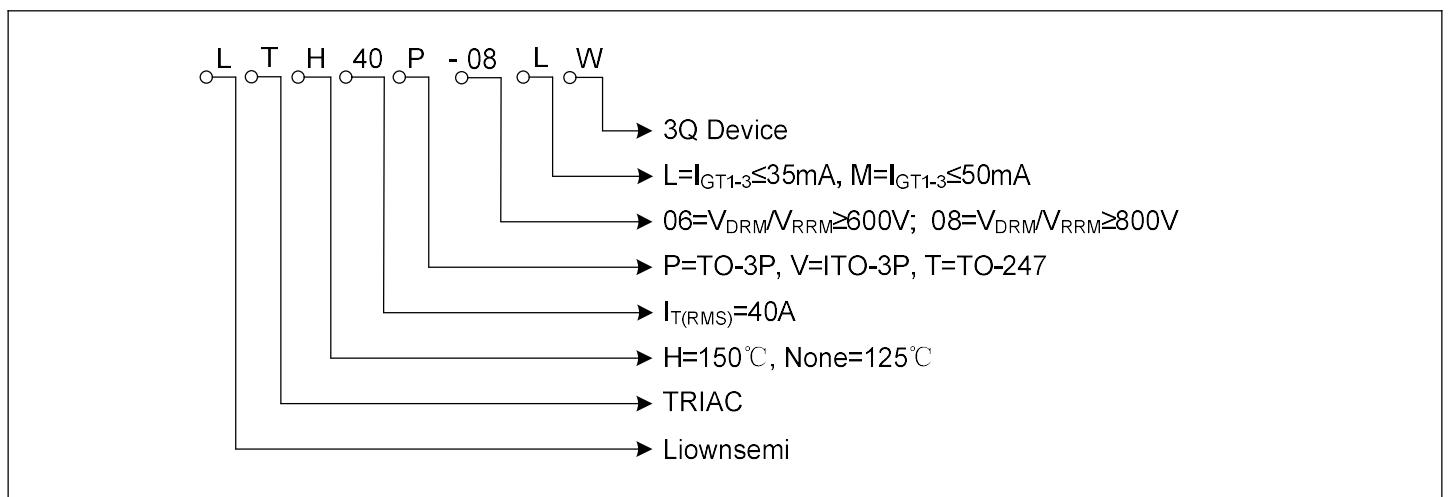 L T H 40 P - 08 L W
3Q Device
L=IGT1-3≤35mA, M=IGT1-3≤50mA
06=VDRM/VRRM≥600V; 08=VDRM/VRRM≥800V
P=TO-3P, V=ITO-3P, T=TO-247
IT(RMS)=40A
H=150℃, None=125℃
TRIAC
Liownsemi